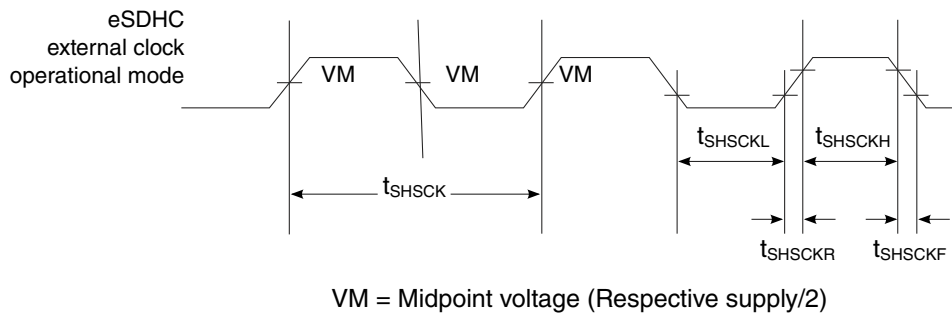 eSDHC
external clock
operational mode
VM
VM
VM
tSHSCKL
tSHSCKH
tSHSCK
tSHSCKR
tSHSCKF
VM = Midpoint voltage (Respective supply/2)